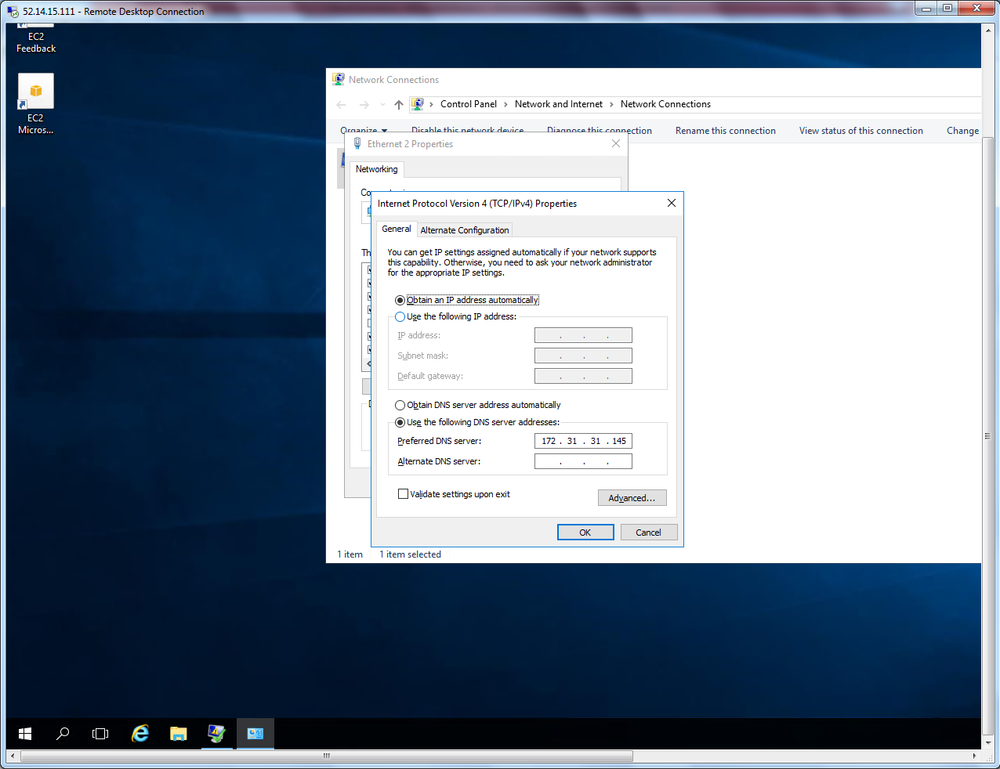 52.14.15.111 - Remote Desktop Connection
EC2
Feedback
EC2
Micros...
Network Connections
Control Panel > Network and Internet > Network Connections
Organize Disable this network device Diagnose this connection Rename this connection View status of this connection Change
Ethernet 2 Properties
Networking
Internet Protocol Version 4 (TCP/IPv4) Properties
General Alternate Configuration
You can get IP settings assigned automatically if your network supports
this capability. Otherwise, you need to ask your network administrator
for the appropriate IP settings.
Obtain an IP address automatically
Use the following IP address:
IP address: . . .
Subnet mask: . . .
Default gateway: . . .
Obtain DNS server address automatically
Use the following DNS server addresses:
Preferred DNS server: 172 . 31 . 31 . 145
Alternate DNS server: . . .
Validate settings upon exit
Advanced...
OK Cancel
1 item 1 item selected